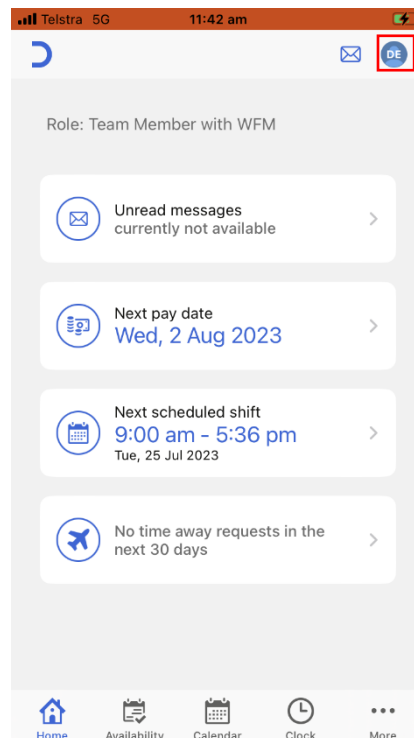 Telstra 5G 11:42 am
DE
Role: Team Member with WFM
Unread messages
currently not available
Next pay date
Wed, 2 Aug 2023
Next scheduled shift
9:00 am - 5:36 pm
Tue, 25 Jul 2023
No time away requests in the
next 30 days
Home Availability Calendar Clock More